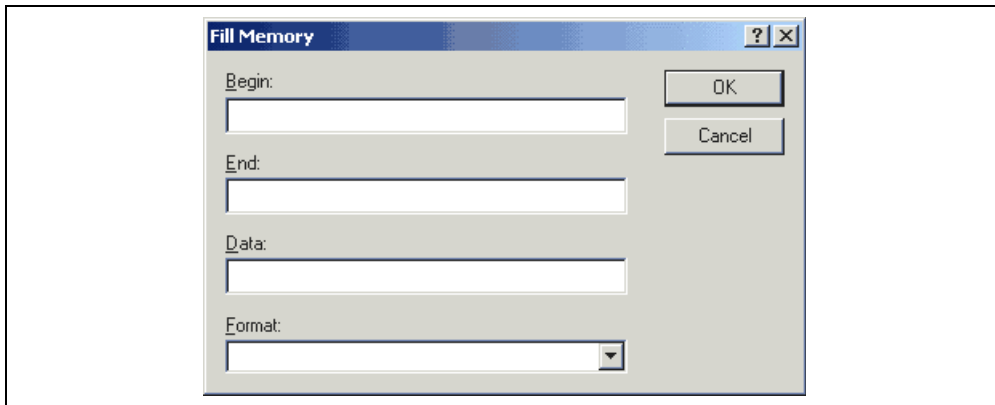 Fill Memory
Begin:
OK
Cancel
End:
Data:
Format: